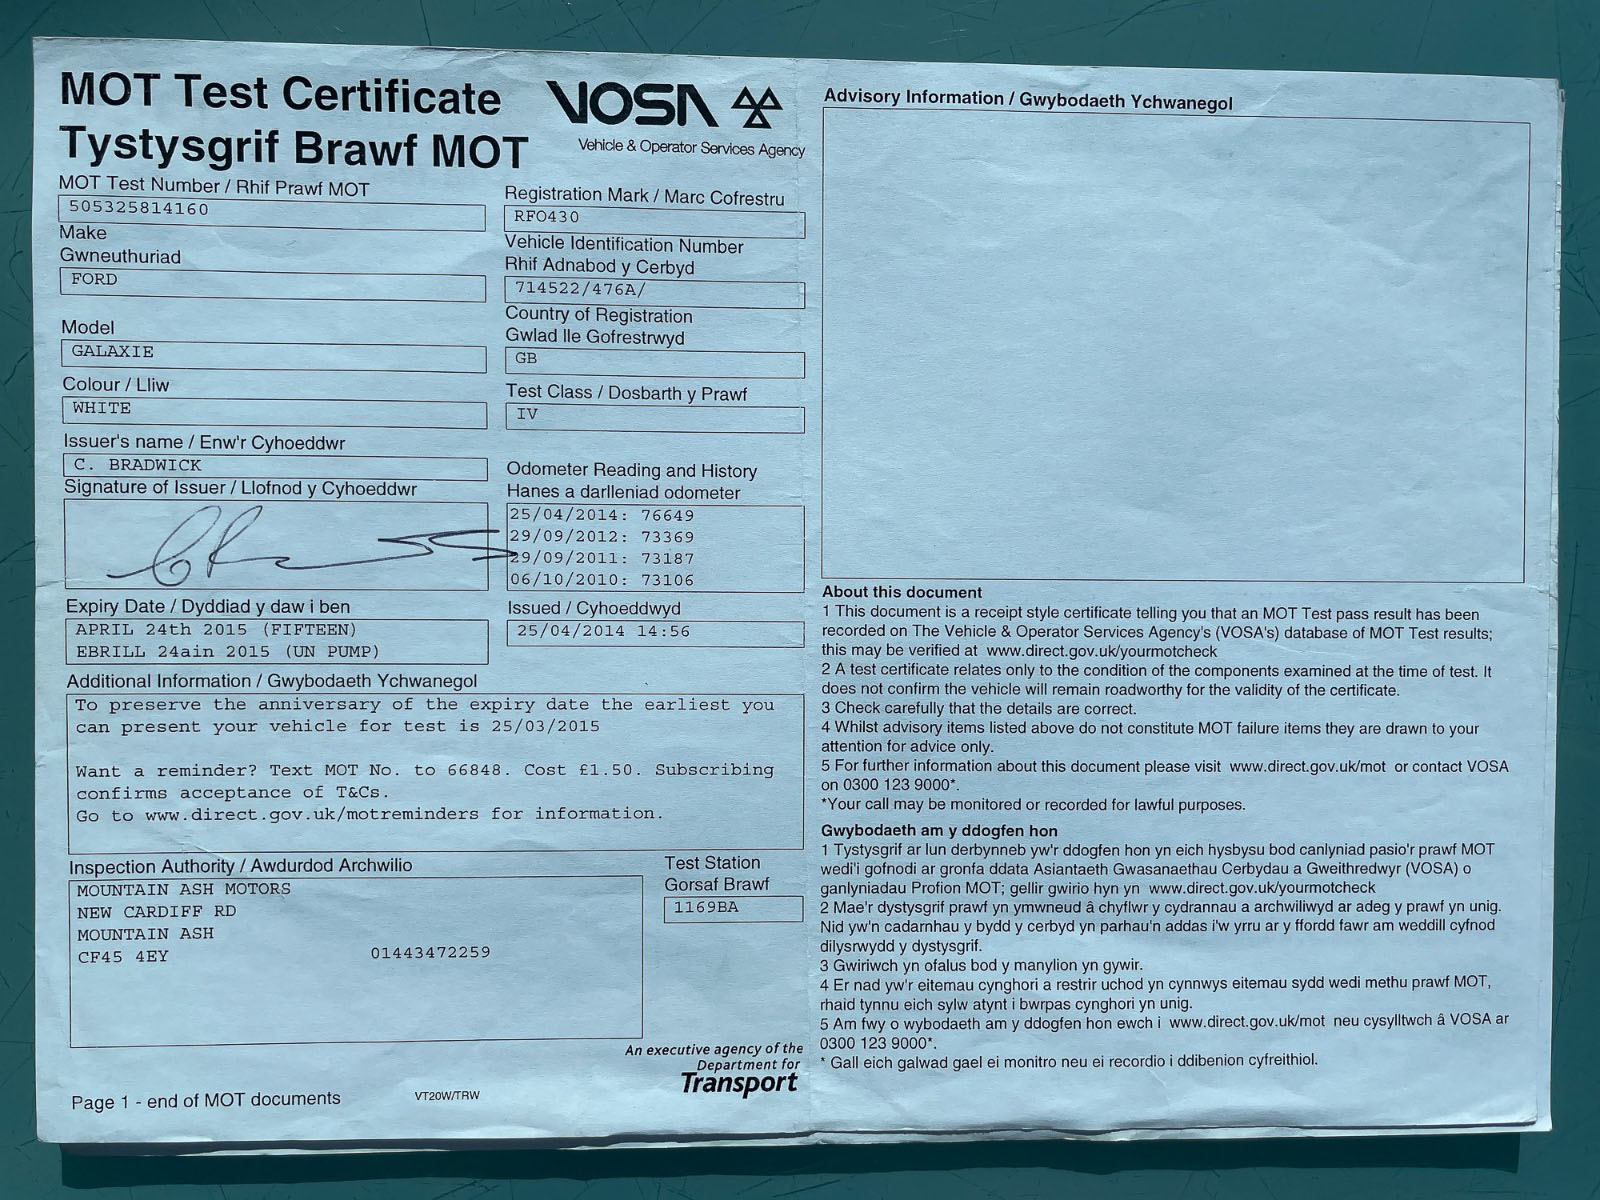 MOT Test Certificate
Tystysgrif Brawf MOT
VOSA
Vehicle & Operator Services Agency
MOT Test Number / Rhif Prawf MOT
505325814160
Make
Gwneuthuriad
FORD
Model
GALAXIE
Colour / Lliw
WHITE
Issuer's name / Enw'r Cyhoeddwr
C. BRADWICK
Signature of Issuer / Llofnod y Cyhoeddwr
Expiry Date / Dyddiad y daw i ben
APRIL 24th 2015 (FIFTEEN)
EBRILL 24ain 2015 (UN PUMP)
Registration Mark / Marc Cofrestru
RFO430
Vehicle Identification Number
Rhif Adnabod y Cerbyd
714522/476A/
Country of Registration
Gwlad lle Gofrestrwyd
GB
Test Class / Dosbarth y Prawf
IV
Odometer Reading and History
Hanes a darlleniad odometer
25/04/2014: 76649
29/09/2012: 73369
29/09/2011: 73187
06/10/2010: 73106
Issued / Cyhoeddwyd
25/04/2014 14:56
Additional Information / Gwybodaeth Ychwanegol
To preserve the anniversary of the expiry date the earliest you
can present your vehicle for test is 25/03/2015
Want a reminder? Text MOT No. to 66848. Cost £1.50. Subscribing
confirms acceptance of T&Cs.
Go to www.direct.gov.uk/motreminders for information.
Inspection Authority / Awdurdod Archwilio
MOUNTAIN ASH MOTORS
NEW CARDIFF RD
MOUNTAIN ASH
CF45 4EY 01443472259
Test Station
Gorsaf Brawf
1169BA
An executive agency of the
Department for
Transport
Page 1 - end of MOT documents
VT20W/TRW
Advisory Information / Gwybodaeth Ychwanegol
About this document
1 This document is a receipt style certificate telling you that an MOT Test pass result has been
recorded on The Vehicle & Operator Services Agency's (VOSA's) database of MOT Test results;
this may be verified at www.direct.gov.uk/yourmotcheck
2 A test certificate relates only to the condition of the components examined at the time of test. It
does not confirm the vehicle will remain roadworthy for the validity of the certificate.
3 Check carefully that the details are correct.
4 Whilst advisory items listed above do not constitute MOT failure items they are drawn to your
attention for advice only.
5 For further information about this document please visit www.direct.gov.uk/mot or contact VOSA
on 0300 123 9000*.
*Your call may be monitored or recorded for lawful purposes.
Gwybodaeth am y ddogfen hon
1 Tystysgrif ar lun derbynneb yw'r ddogfen hon yn eich hysbysu bod canlyniad pasio'r prawf MOT
wedi'i gofnodi ar gronfa ddata Asiantaeth Gwasanaethau Cerbydau a Gweithredwyr (VOSA) o
ganlyniadau Profion MOT; gellir gwirio hyn yn www.direct.gov.uk/yourmotcheck
2 Mae'r dystysgrif prawf yn ymwneud â chyflwr y cydrannau a archwiliwyd ar adeg y prawf yn unig.
Nid yw'n cadarnhau y bydd y cerbyd yn parhau'n addas i'w yrru ar y ffordd fawr am weddill cyfnod
dilysrwydd y dystysgrif.
3 Gwiriwch yn ofalus bod y manylion yn gywir.
4 Er nad yw'r eitemau cynghori a restrir uchod yn cynnwys eitemau sydd wedi methu prawf MOT,
rhaid tynnu eich sylw atynt i bwrpas cynghori yn unig.
5 Am fwy o wybodaeth am y ddogfen hon ewch i www.direct.gov.uk/mot neu cysylltwch â VOSA ar
0300 123 9000*.
* Gall eich galwad gael ei monitro neu ei recordio i ddibenion cyfreithiol.